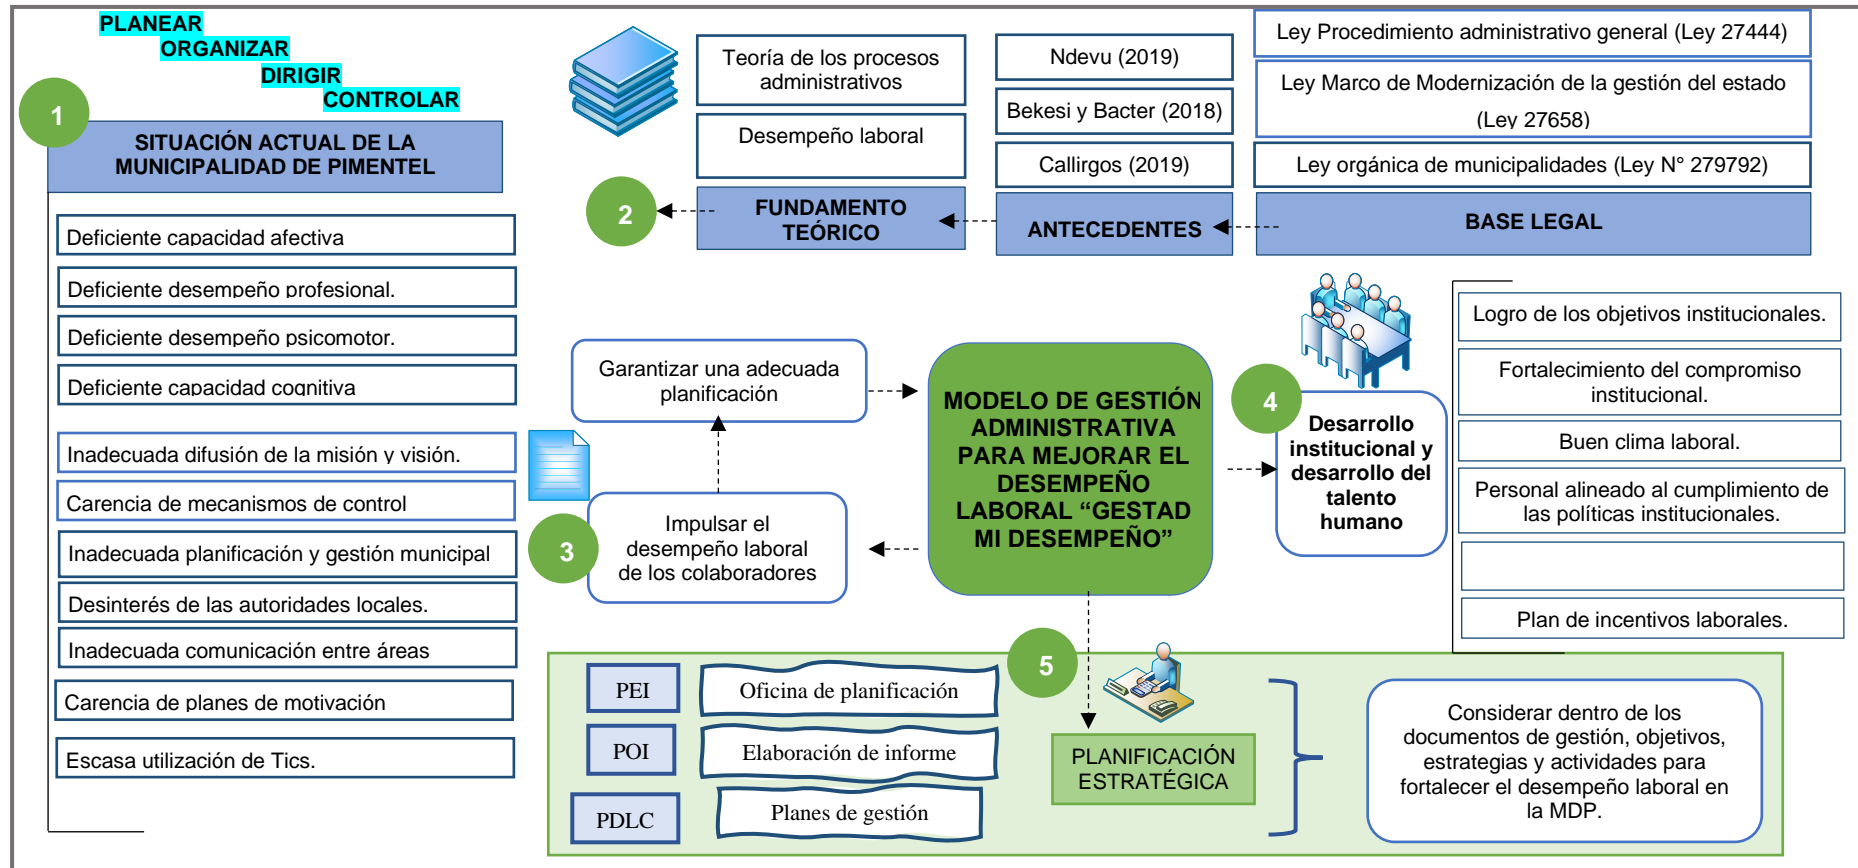 PLANEAR
ORGANIZAR
DIRIGIR
CONTROLAR
1
SITUACIÓN ACTUAL DE LA
MUNICIPALIDAD DE PIMENTEL
Deficiente capacidad afectiva
Deficiente desempeño profesional.
Deficiente desempeño psicomotor.
Deficiente capacidad cognitiva
Inadecuada difusión de la misión y visión.
Carencia de mecanismos de control
Inadecuada planificación y gestión municipal
Desinterés de las autoridades locales.
Inadecuada comunicación entre áreas
Carencia de planes de motivación
Escasa utilización de Tics.
Teoría de los procesos
administrativos
Desempeño laboral
2
FUNDAMENTO
TEÓRICO
Ndevu (2019)
Bekesi y Bacter (2018)
Callirgos (2019)
ANTECEDENTES
Ley Procedimiento administrativo general (Ley 27444)
Ley Marco de Modernización de la gestión del estado
(Ley 27658)
Ley orgánica de municipalidades (Ley N° 279792)
BASE LEGAL
Garantizar una adecuada
planificación
3
Impulsar el
desempeño laboral
de los colaboradores
MODELO DE GESTIÓN
ADMINISTRATIVA
PARA MEJORAR EL
DESEMPEÑO
LABORAL “GESTAD
MI DESEMPEÑO”
4
Desarrollo
institucional y
desarrollo del
talento
humano
Logro de los objetivos institucionales.
Fortalecimiento del compromiso
institucional.
Buen clima laboral.
Personal alineado al cumplimiento de
las políticas institucionales.
Plan de incentivos laborales.
5
PEI
Oficina de planificación
POI
Elaboración de informe
PDLC
Planes de gestión
PLANIFICACIÓN
ESTRATÉGICA
Considerar dentro de los
documentos de gestión, objetivos,
estrategias y actividades para
fortalecer el desempeño laboral en
la MDP.